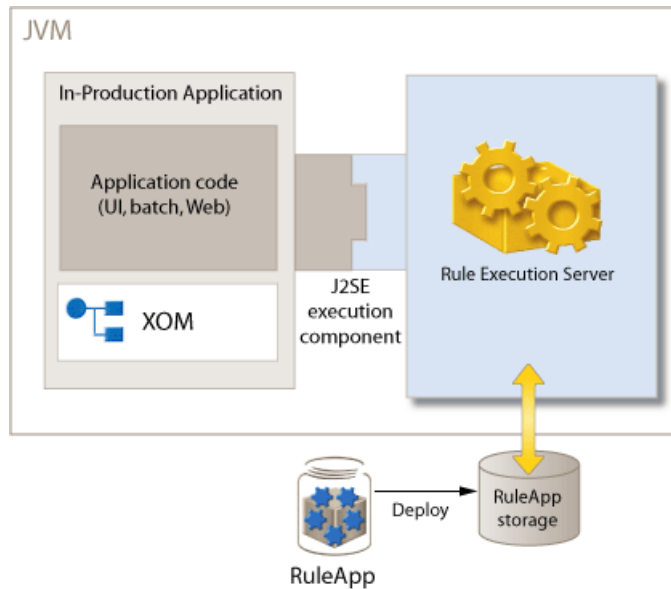 JVM
In-Production Application
Application code
(UI, batch, Web)
XOM
J2SE
execution
component
Rule Execution Server
RuleApp
Deploy
RuleApp
storage